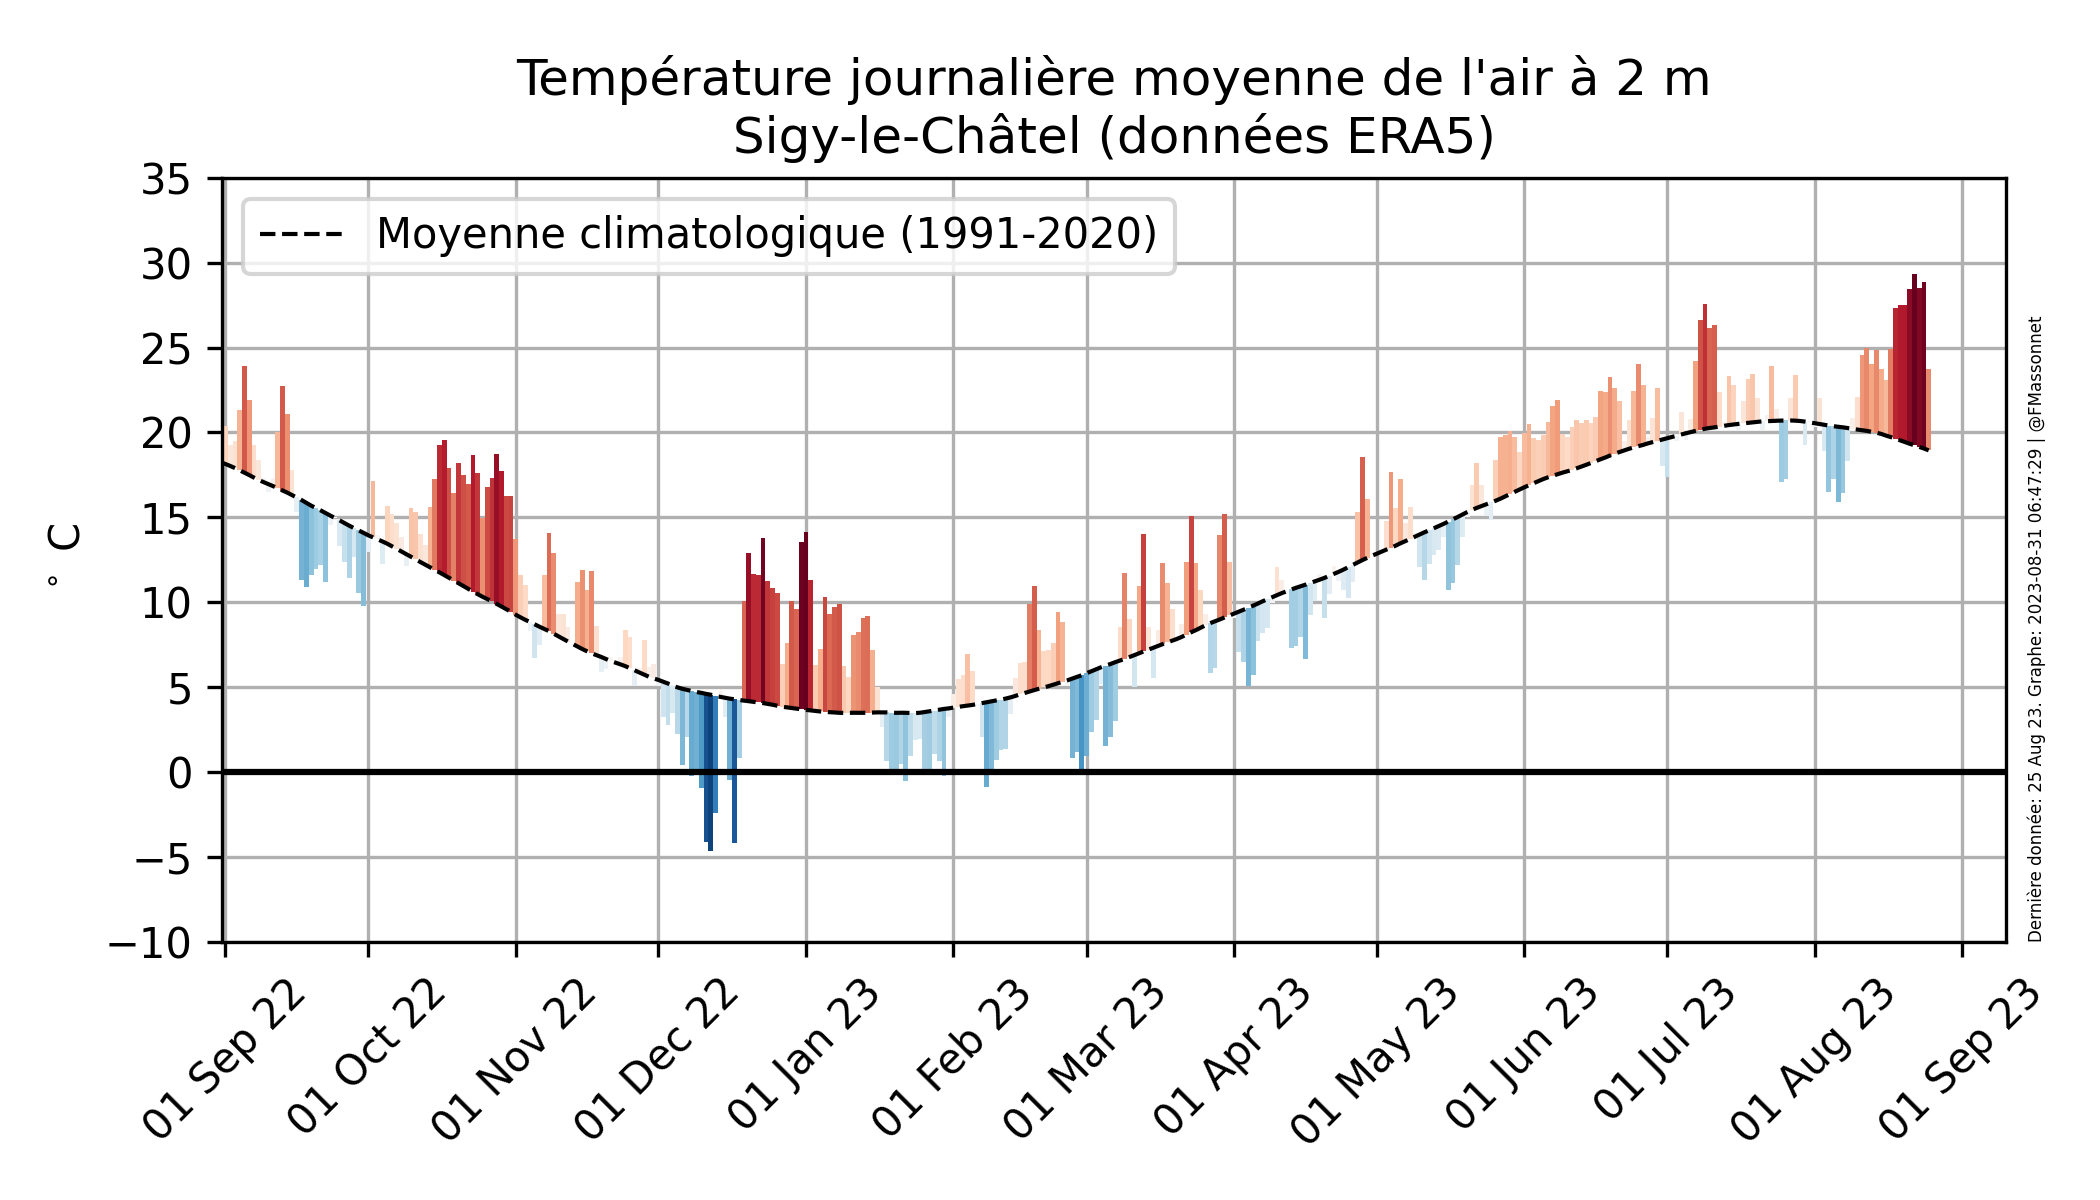 Température journalière moyenne de l'air à 2 m
Sigy-le-Châtel (données ERA5)
35
30
25
20
15
10
5
0
−5
−10
° C
Moyenne climatologique (1991-2020)
01 Sep 22
01 Oct 22
01 Nov 22
01 Dec 22
01 Jan 23
01 Feb 23
01 Mar 23
01 Apr 23
01 May 23
01 Jun 23
01 Jul 23
01 Aug 23
01 Sep 23
Dernière donnée: 25 Aug 23. Graphe: 2023-08-31 06:47:29 | @FMassonnet